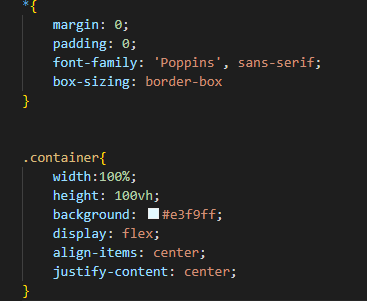 *{
margin: 0;
padding: 0;
font-family: 'Poppins', sans-serif;
box-sizing: border-box
}
.container{
width:100%;
height: 100vh;
background: #e3f9ff;
display: flex;
align-items: center;
justify-content: center;
}